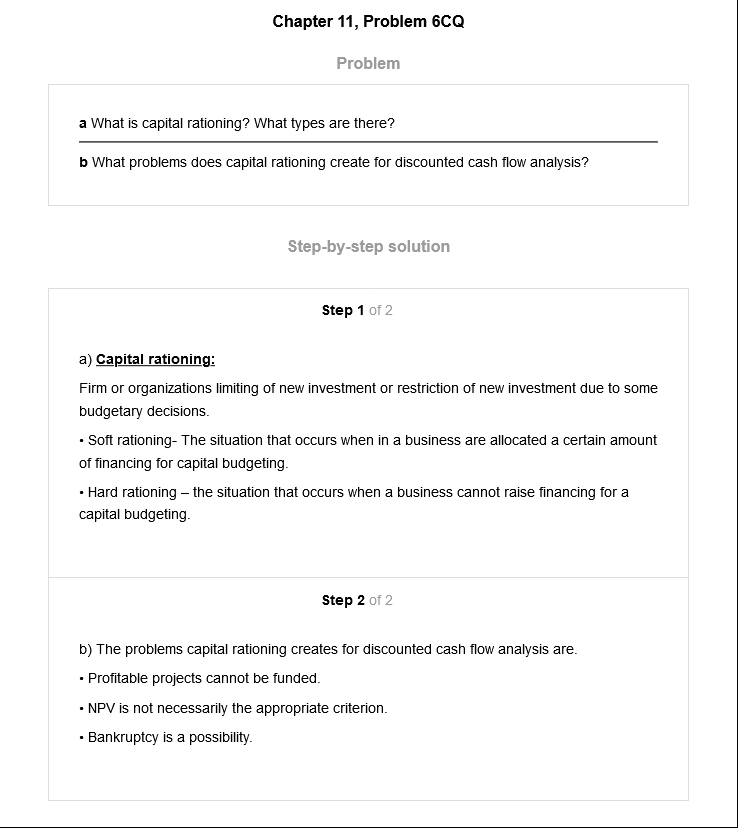 Chapter 11, Problem 6CQ
Problem
a What is capital rationing? What types are there?
b What problems does capital rationing create for discounted cash flow analysis?
Step-by-step solution
Step 1 of 2
a) Capital rationing:
Firm or organizations limiting of new investment or restriction of new investment due to some
budgetary decisions.
• Soft rationing- The situation that occurs when in a business are allocated a certain amount
of financing for capital budgeting.
• Hard rationing – the situation that occurs when a business cannot raise financing for a
capital budgeting.
Step 2 of 2
b) The problems capital rationing creates for discounted cash flow analysis are.
• Profitable projects cannot be funded.
• NPV is not necessarily the appropriate criterion.
• Bankruptcy is a possibility.